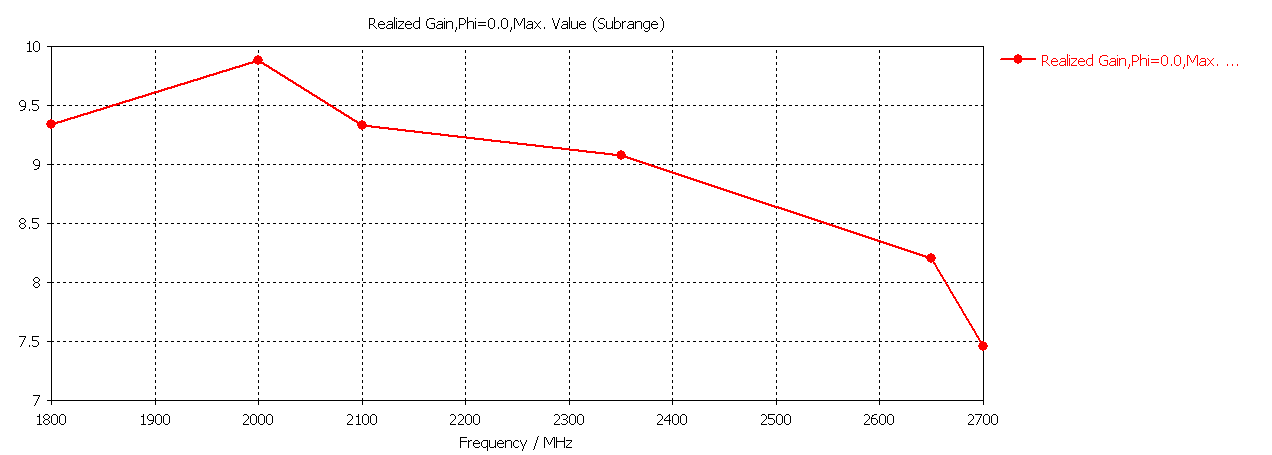 Realized Gain,Phi=0.0,Max. Value (Subrange)
10
9.5
9
8.5
8
7.5
7
1800 1900 2000 2100 2200 2300 2400 2500 2600 2700
Frequency / MHz
Realized Gain,Phi=0.0,Max. ...